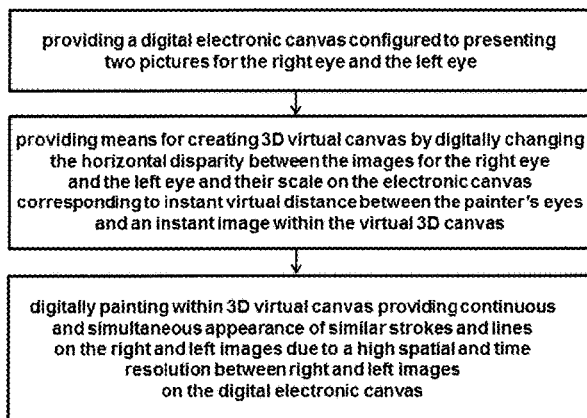 providing a digital electronic canvas configured to presenting
two pictures for the right eye and the left eye
providing means for creating 3D virtual canvas by digitally changing
the horizontal disparity between the images for the right eye
and the left eye and their scale on the electronic canvas
corresponding to instant virtual distance between the painter's eyes
and an instant image within the virtual 3D canvas
digitally painting within 3D virtual canvas providing continuous
and simultaneous appearance of similar strokes and lines
on the right and left images due to a high spatial and time
resolution between right and left images
on the digital electronic canvas